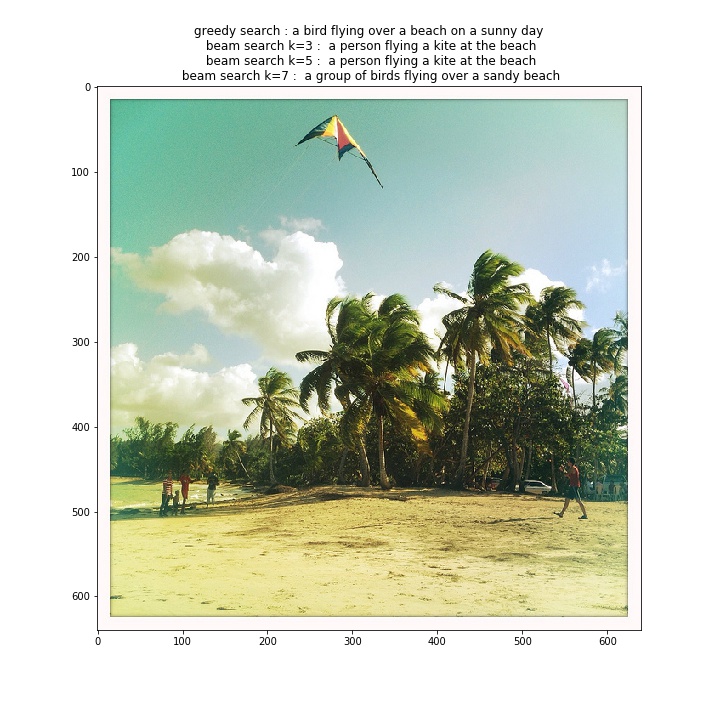 greedy search : a bird flying over a beach on a sunny day
beam search k=3 :  a person flying a kite at the beach
beam search k=5 :  a person flying a kite at the beach
beam search k=7 :  a group of birds flying over a sandy beach
0
100
200
300
400
500
600
0 100 200 300 400 500 600